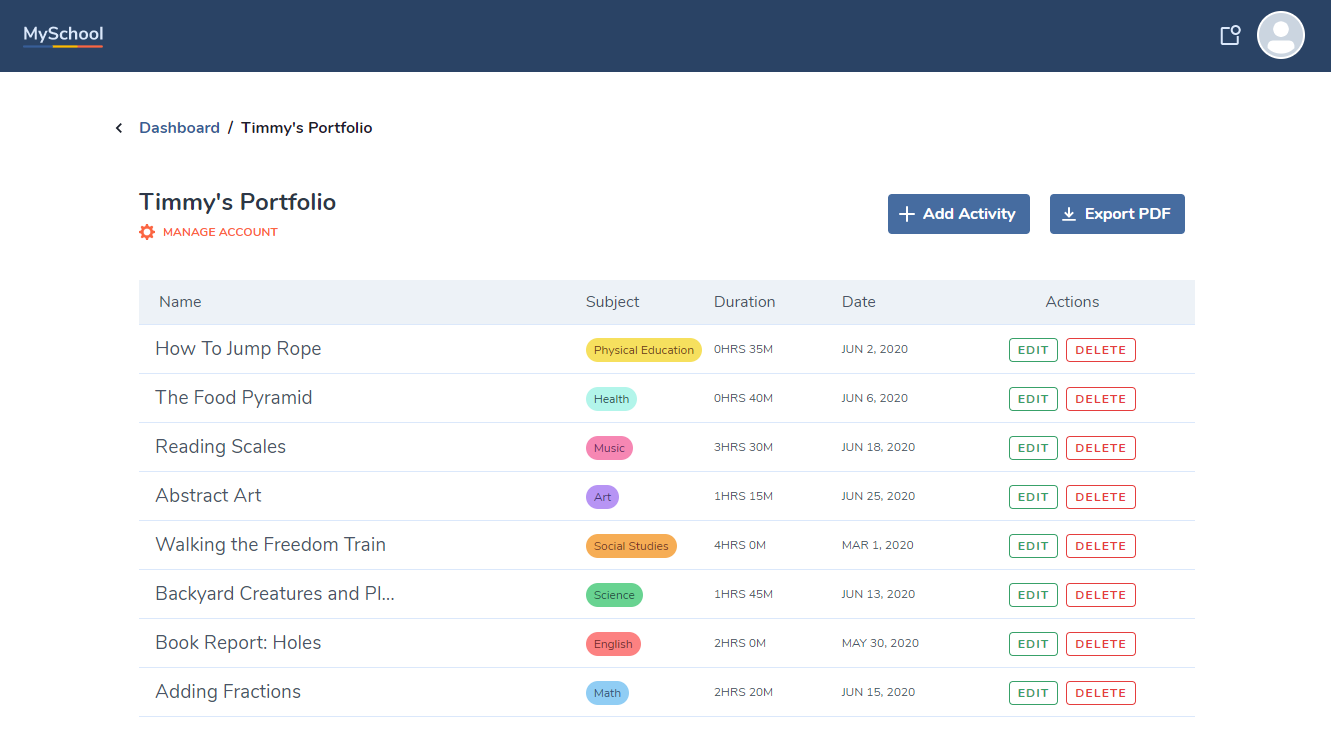 MySchool
Dashboard / Timmy's Portfolio
Timmy's Portfolio
MANAGE ACCOUNT
Add Activity
Export PDF
Name Subject Duration Date Actions
How To Jump Rope Physical Education 0HRS 35M JUN 2, 2020 EDIT DELETE
The Food Pyramid Health 0HRS 40M JUN 6, 2020 EDIT DELETE
Reading Scales Music 3HRS 30M JUN 18, 2020 EDIT DELETE
Abstract Art Art 1HRS 15M JUN 25, 2020 EDIT DELETE
Walking the Freedom Train Social Studies 4HRS 0M MAR 1, 2020 EDIT DELETE
Backyard Creatures and Pl... Science 1HRS 45M JUN 13, 2020 EDIT DELETE
Book Report: Holes English 2HRS 0M MAY 30, 2020 EDIT DELETE
Adding Fractions Math 2HRS 20M JUN 15, 2020 EDIT DELETE